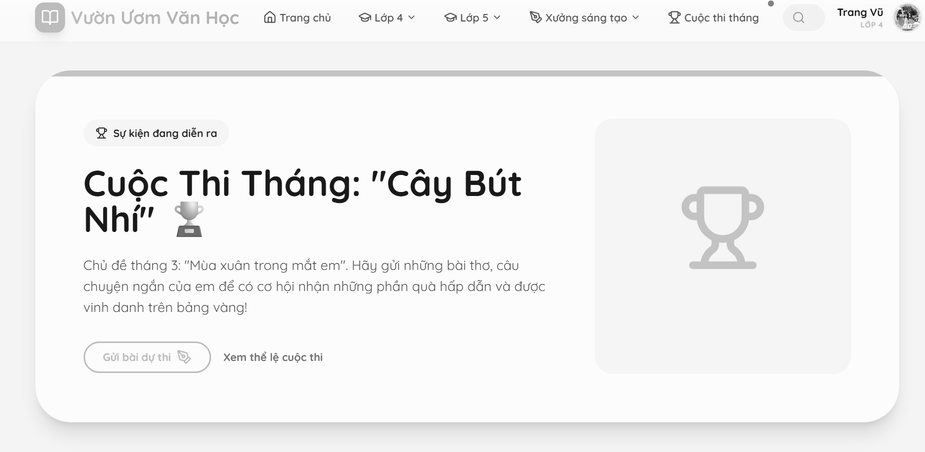 Vườn Ươm Văn Học
Trang chủ
Lớp 4
Lớp 5
Xưởng sáng tạo
Cuộc thi tháng
Trang Vũ
LỚP 4
Sự kiện đang diễn ra
Cuộc Thi Tháng: "Cây Bút
Nhí" 🏆
Chủ đề tháng 3: "Mùa xuân trong mắt em". Hãy gửi những bài thơ, câu
chuyện ngắn của em để có cơ hội nhận những phần quà hấp dẫn và được
vinh danh trên bảng vàng!
Gửi bài dự thi
Xem thể lệ cuộc thi